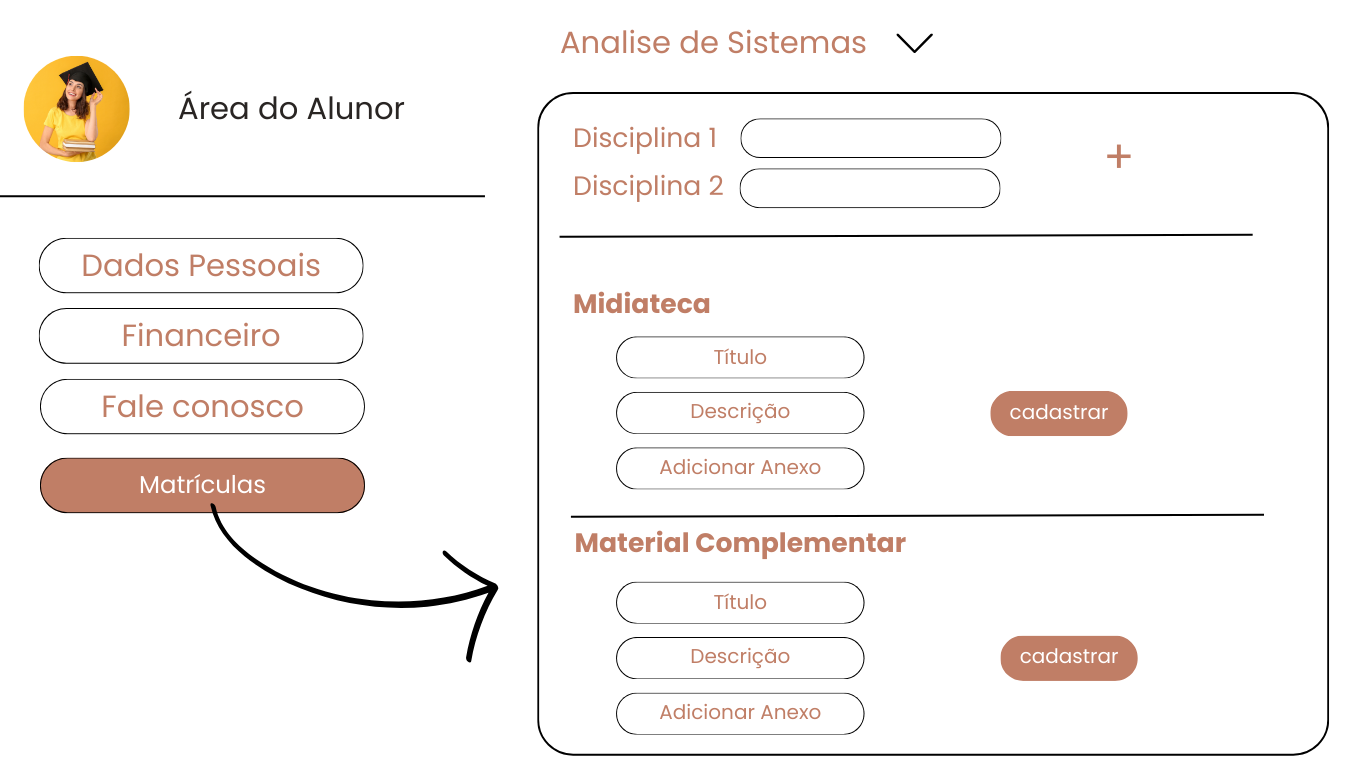 Área do Alunor
Dados Pessoais
Financeiro
Fale conosco
Matrículas
Analise de Sistemas
Disciplina 1
+
Disciplina 2
Midiateca
Título
Descrição
cadastrar
Adicionar Anexo
Material Complementar
Título
Descrição
cadastrar
Adicionar Anexo